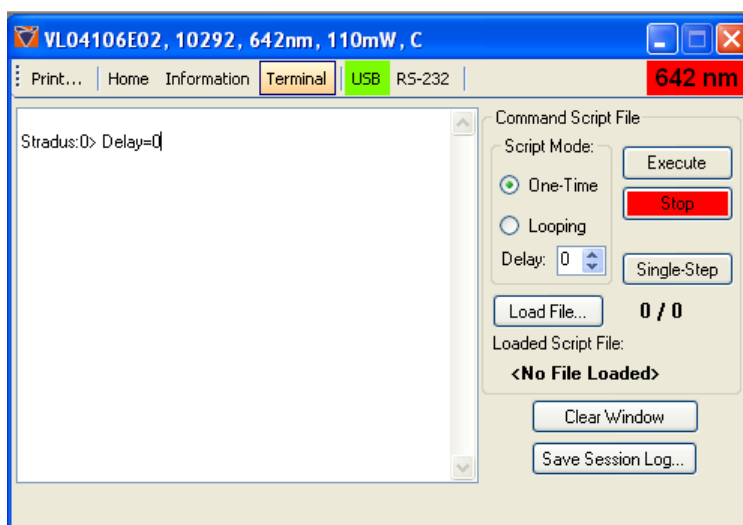 VL04106E02, 10292, 642nm, 110mW, C
Print... Home Information Terminal USB RS-232 642 nm
Stradus:0> Delay=0
Command Script File
Script Mode:
One-Time
Looping
Delay: 0
Execute
Stop
Single-Step
Load File... 0 / 0
Loaded Script File:
<No File Loaded>
Clear Window
Save Session Log...